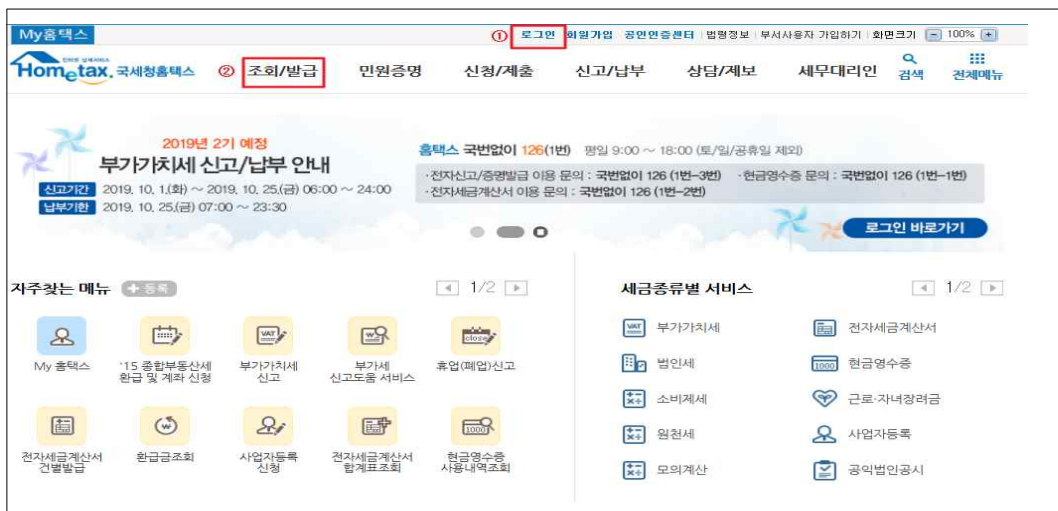 My홈택스
① 로그인 회원가입 공인인증센터 법령정보 부서사용자 가입하기 화면크기 - 100% +
Hometax. 국세청홈택스 ② 조회/발급 민원증명 신청/제출 신고/납부 상담/제보 세무대리인 검색 전체메뉴
2019년 2기 예정
부가가치세 신고/납부 안내
신고기간 2019. 10. 1.(화) ~ 2019. 10. 25.(금) 06:00 ~ 24:00
납부기한 2019. 10. 25.(금) 07:00 ~ 23:30
홈택스 국번없이 126(1번) 평일 9:00 ~ 18:00 (토/일/공휴일 제외)
·전자신고/증명발급 이용 문의 : 국번없이 126 (1번-3번) ·현금영수증 문의 : 국번없이 126 (1번-1번)
·전자세금계산서 이용 문의 : 국번없이 126 (1번-2번)
로그인 바로가기
자주찾는 메뉴 + 등록 1/2
My 홈택스
'15 종합부동산세
환급 및 계좌 신청
부가가치세
신고
부가세
신고도움 서비스
휴업(폐업)신고
전자세금계산서
건별발급
환급금조회
사업자등록
신청
전자세금계산서
합계표조회
현금영수증
사용내역조회
세금종류별 서비스 1/2
VAT 부가가치세 전자세금계산서
법인세 1000 현금영수증
소비제세 근로·자녀장려금
원천세 사업자등록
모의계산 공익법인공시